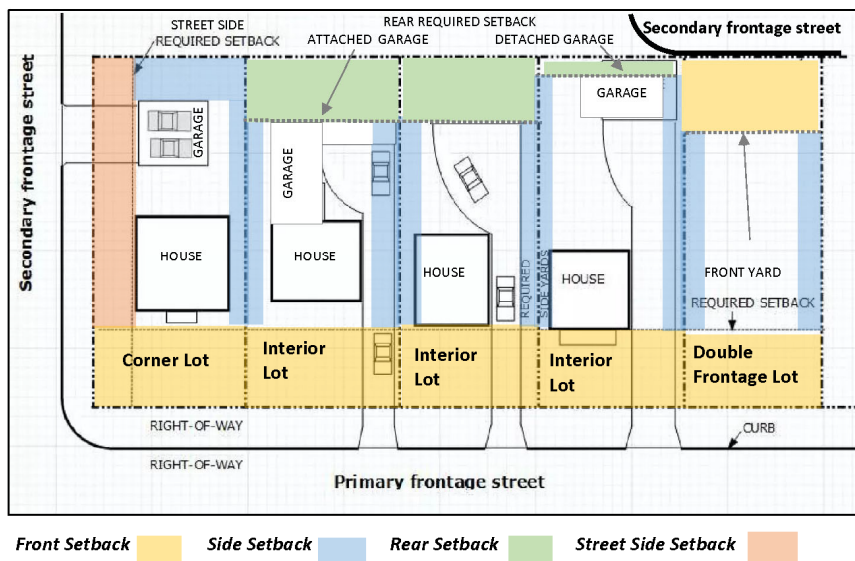 STREET SIDE
REQUIRED SETBACK
REAR REQUIRED SETBACK
ATTACHED GARAGE
DETACHED GARAGE
Secondary frontage street
Secondary frontage street
GARAGE
GARAGE
GARAGE
HOUSE
HOUSE
HOUSE
HOUSE
REQUIRED
SIDE YARDS
FRONT YARD
REQUIRED SETBACK
Corner Lot
Interior
Lot
Interior
Lot
Interior
Lot
Double
Frontage Lot
RIGHT-OF-WAY
CURB
RIGHT-OF-WAY
Primary frontage street
Front Setback
Side Setback
Rear Setback
Street Side Setback